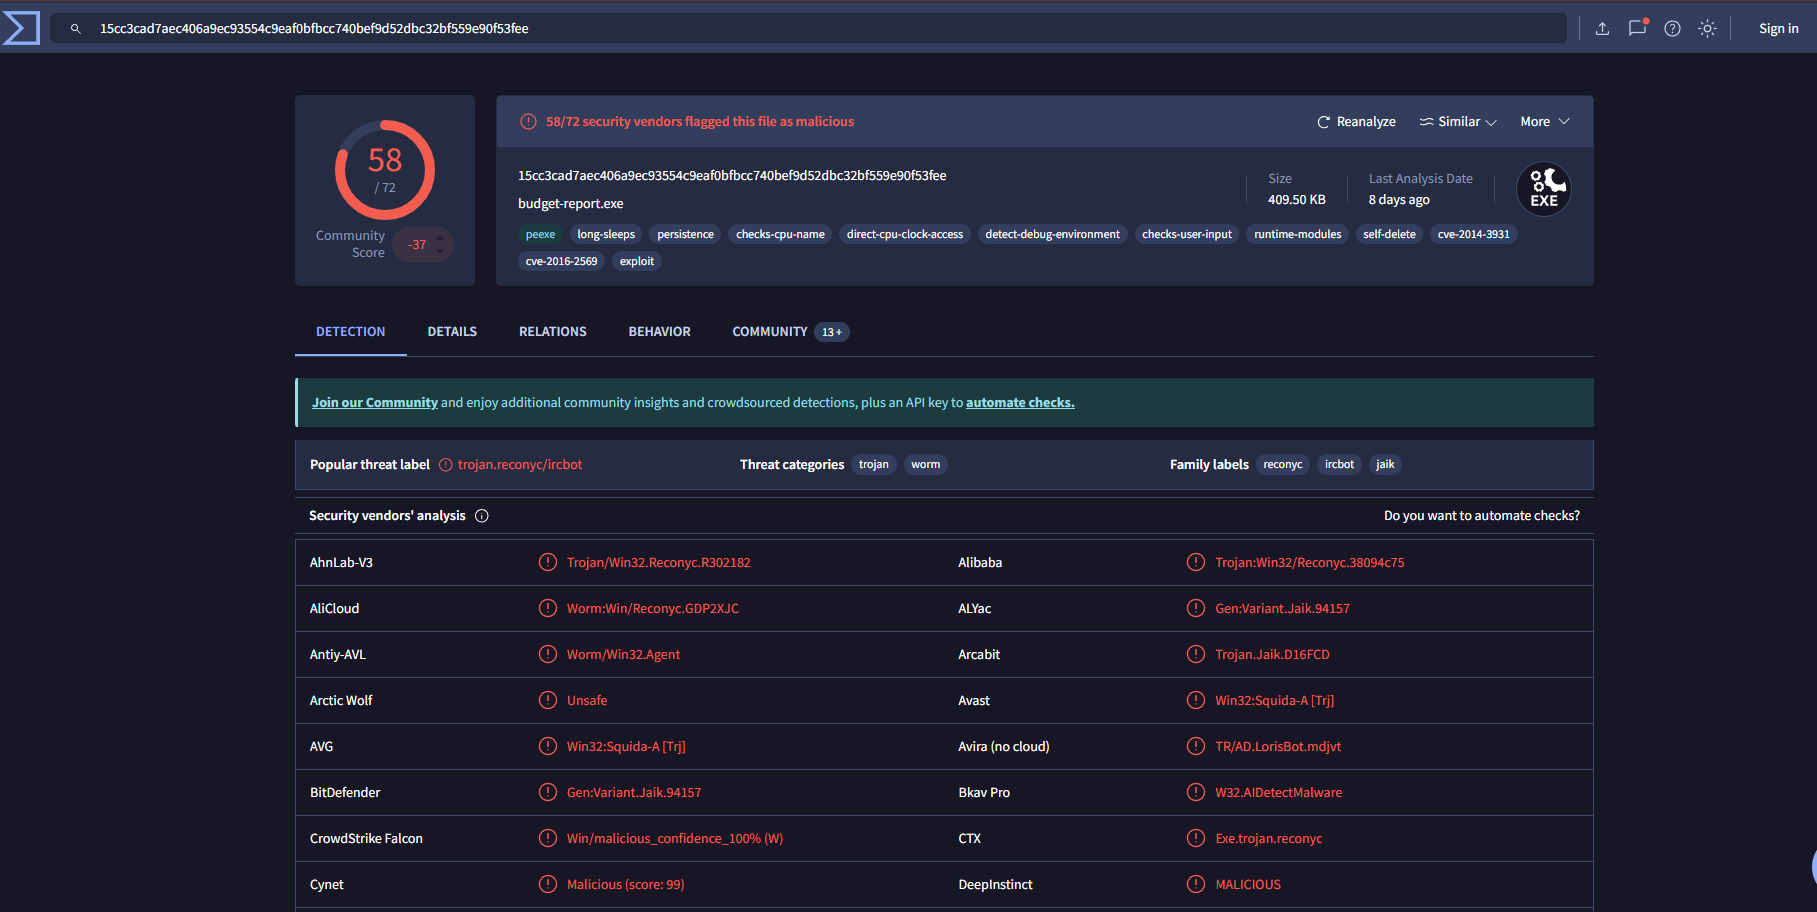 15cc3cad7aec406a9ec93554c9eaf0bfbcc740bef9d52dbc32bf559e90f53fee
Sign in
58
/ 72
Community Score
-37
58/72 security vendors flagged this file as malicious
Reanalyze
Similar
More
15cc3cad7aec406a9ec93554c9eaf0bfbcc740bef9d52dbc32bf559e90f53fee
budget-report.exe
Size
409.50 KB
Last Analysis Date
8 days ago
EXE
peexe long-sleeps persistence checks-cpu-name direct-cpu-clock-access detect-debug-environment checks-user-input runtime-modules self-delete cve-2014-3931
cve-2016-2569 exploit
DETECTION DETAILS RELATIONS BEHAVIOR COMMUNITY 13+
Join our Community and enjoy additional community insights and crowdsourced detections, plus an API key to automate checks.
Popular threat label trojan.reconyc/ircbot Threat categories trojan worm Family labels reconyc ircbot jaik
Security vendors' analysis Do you want to automate checks?
AhnLab-V3 Trojan/Win32.Reconyc.R302182 Alibaba Trojan:Win32/Reconyc.38094c75
AliCloud Worm:Win/Reconyc.GDP2XJC ALYac Gen:Variant.Jaik.94157
Antiy-AVL Worm/Win32.Agent Arcabit Trojan.Jaik.D16FCD
Arctic Wolf Unsafe Avast Win32:Squida-A [Trj]
AVG Win32:Squida-A [Trj] Avira (no cloud) TR/AD.LorisBot.mdjvt
BitDefender Gen:Variant.Jaik.94157 Bkav Pro W32.AIDetectMalware
CrowdStrike Falcon Win/malicious_confidence_100% (W) CTX Exe.trojan.reconyc
Cynet Malicious (score: 99) DeepInstinct MALICIOUS